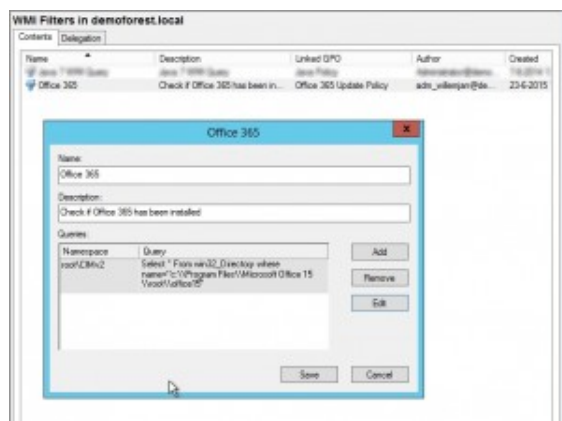 WMI Filters in demoforest.local
Contents Delegation
Name Description Linked GPO Author Created
Office 365 Check if Office 365 has been in... Office 365 Update Policy adm_willemjan@de... 23-6-2015
Office 365
Name:
Office 365
Description:
Check if Office 365 has been installed
Queries:
Namespace Query
root\CIMv2 Select * From win32_Directory where
name="c:\\Program Files\\Microsoft Office 15
\\root\\office15"
Add
Remove
Edit
Save Cancel